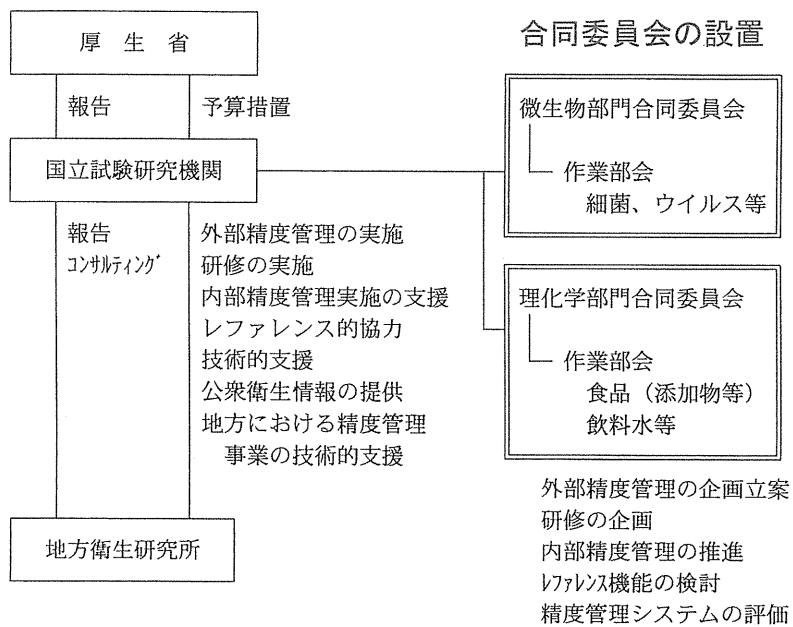 合同委員会の設置
厚生省
報告
予算措置
国立試験研究機関
報告
ｺﾝｻﾙﾃｨﾝｸﾞ
外部精度管理の実施
研修の実施
内部精度管理実施の支援
レファレンス的協力
技術的支援
公衆衛生情報の提供
地方における精度管理
事業の技術的支援
地方衛生研究所
微生物部門合同委員会
作業部会
細菌、ウイルス等
理化学部門合同委員会
作業部会
食品（添加物等）
飲料水等
外部精度管理の企画立案
研修の企画
内部精度管理の推進
ﾚﾌｧﾚﾝｽ機能の検討
精度管理システムの評価